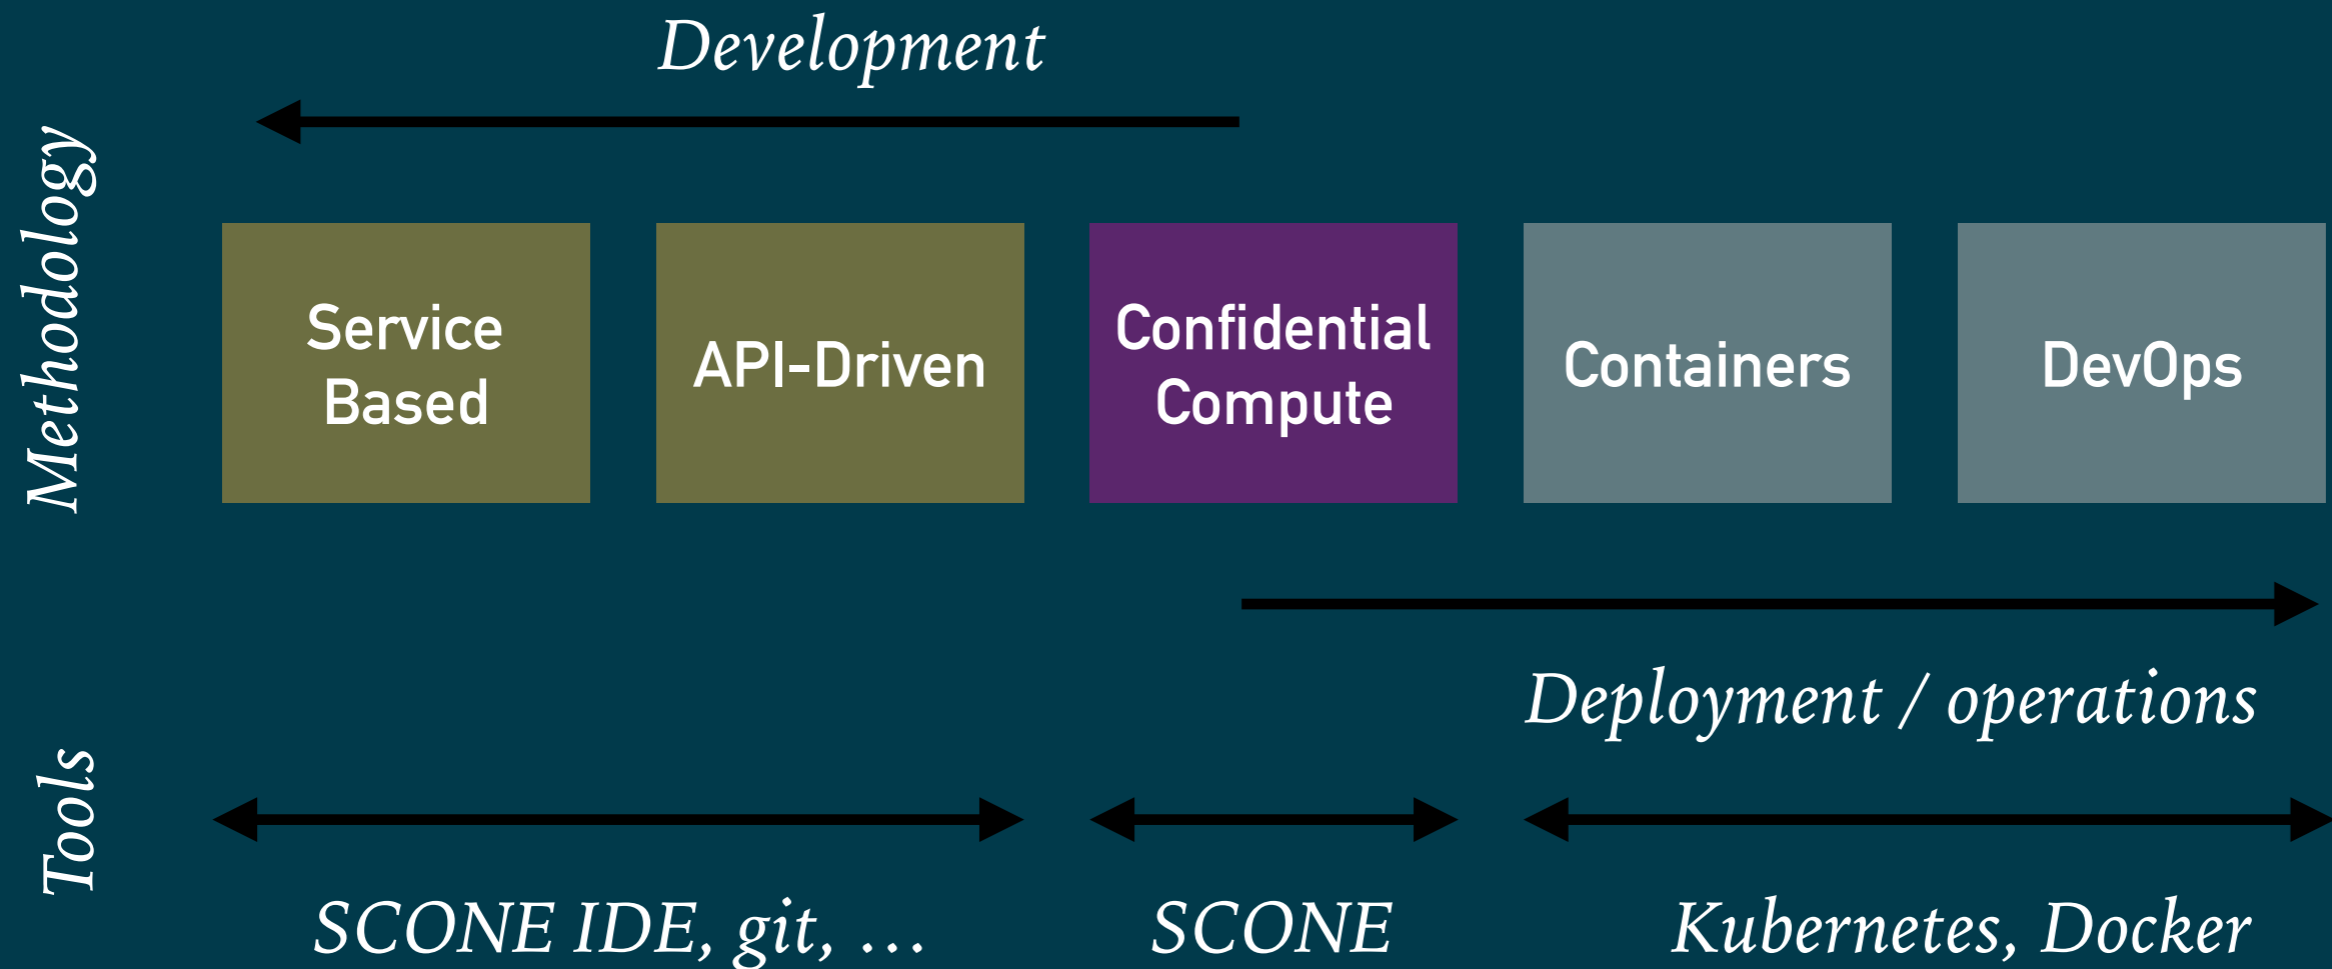 Development
Methodology
Service
Based
API-Driven
Confidential
Compute
Containers
DevOps
Deployment / operations
Tools
SCONE IDE, git, …
SCONE
Kubernetes, Docker